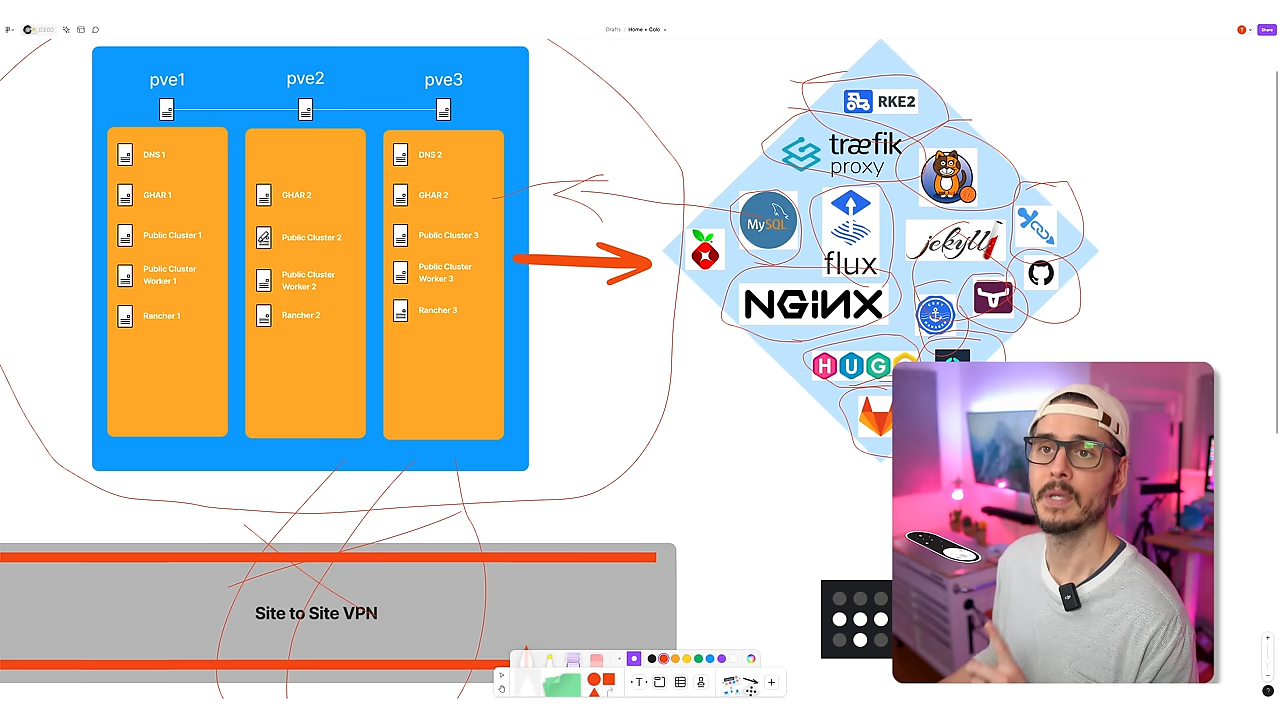 Drafts / Home + Colo
Share
pve1
pve2
pve3
DNS 1
GHAR 1
Public Cluster 1
Public Cluster
Worker 1
Rancher 1
GHAR 2
Public Cluster 2
Public Cluster
Worker 2
Rancher 2
DNS 2
GHAR 2
Public Cluster 3
Public Cluster
Worker 3
Rancher 3
RKE2
træfik
proxy
MySQL
flux
jekyll
NGiNX
HUG
Site to Site VPN
T